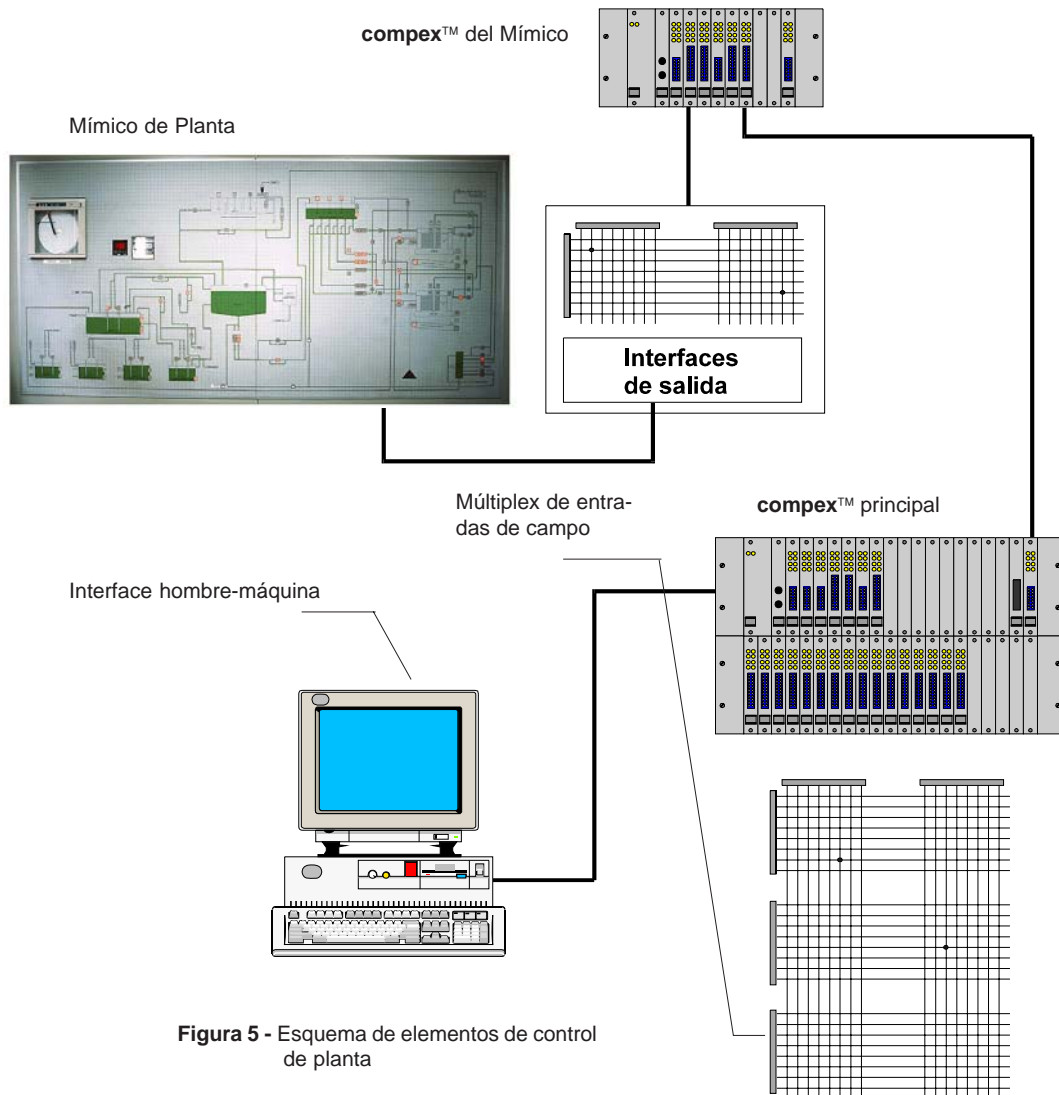 compex™ del Mímico
Mímico de Planta
Interfaces
de salida
Múltiplex de entra-
das de campo
compex™ principal
Interface hombre-máquina
Figura 5 - Esquema de elementos de control
de planta